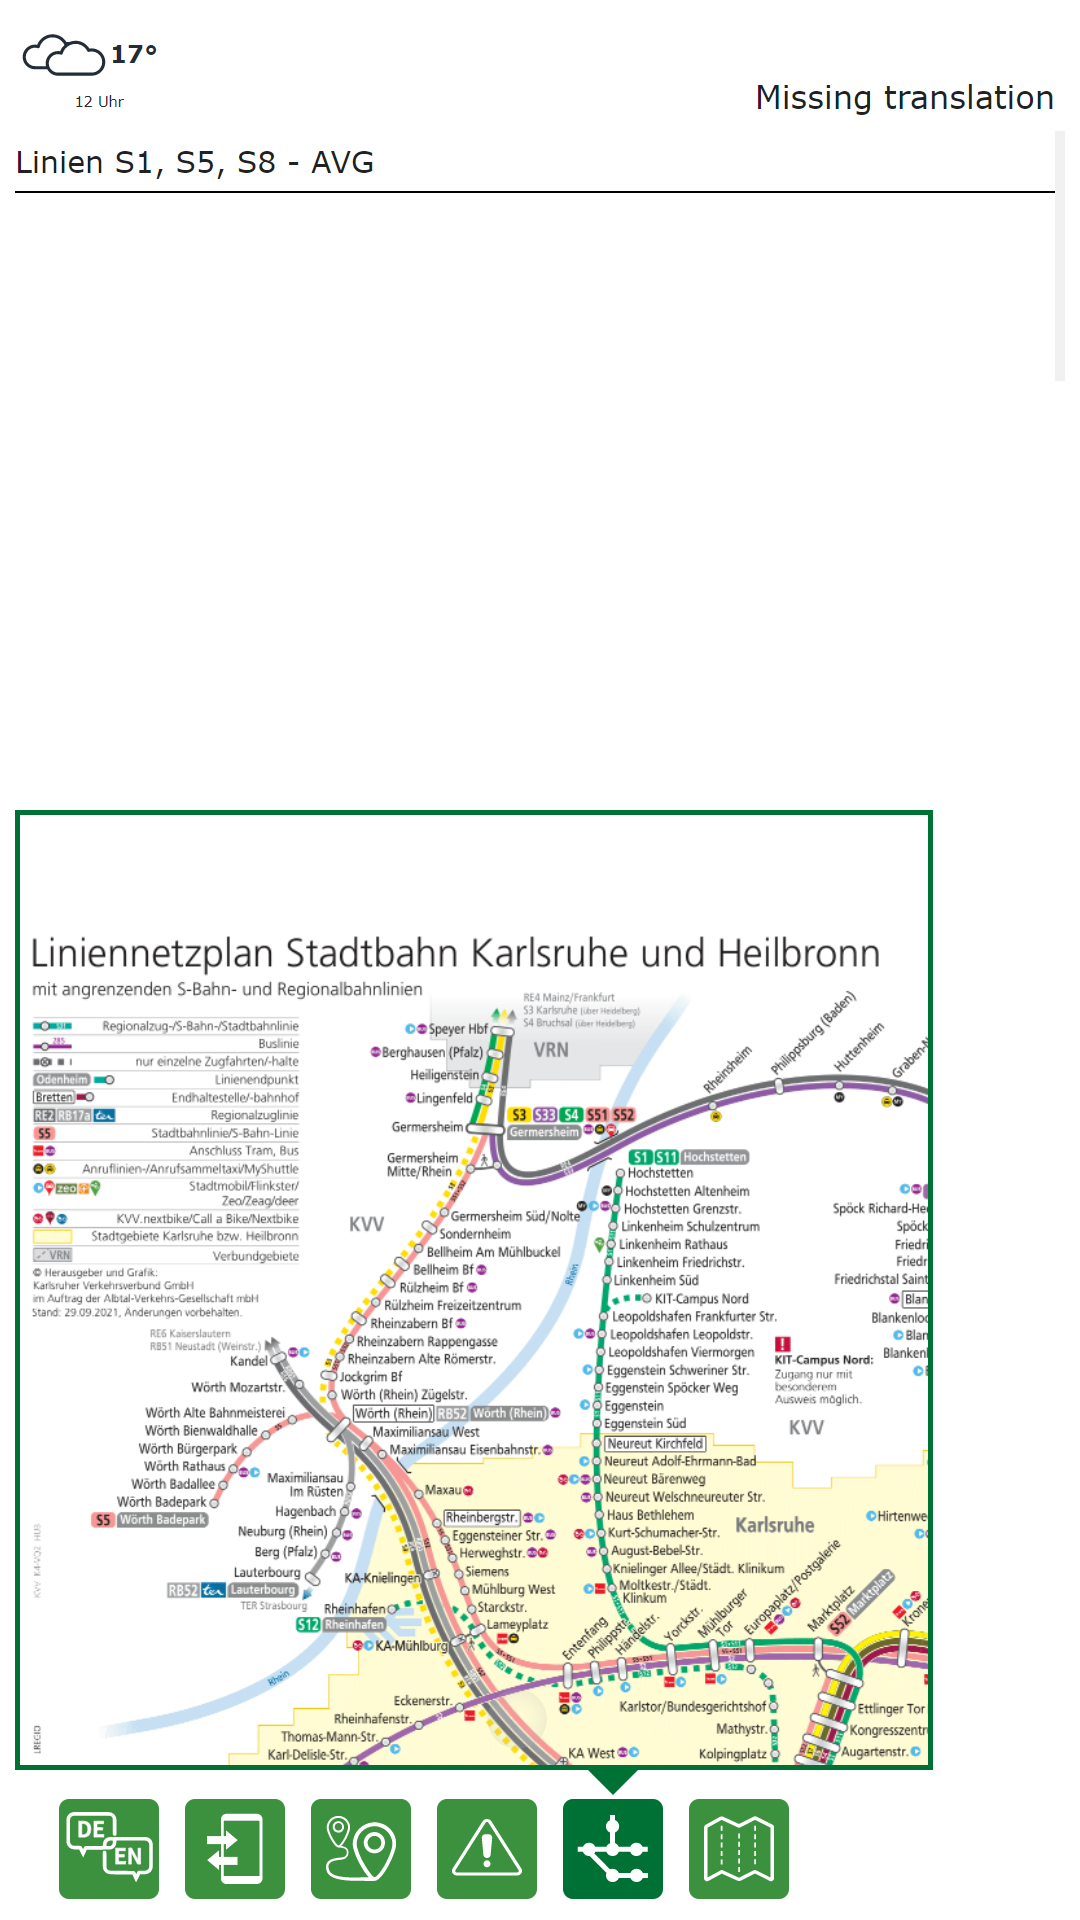 17°
12 Uhr
Missing translation
Linien S1, S5, S8 - AVG
Liniennetzplan Stadtbahn Karlsruhe und Heilbronn
mit angrenzenden S-Bahn- und Regionalbahnlinien
Regionalzug-/S-Bahn-/Stadtbahnlinie
285 Buslinie
nur einzelne Zugfahrten/-halte
Odenheim Linienendpunkt
Bretten Endhaltestelle/-bahnhof
RE2 RB17a ter Regionalzuglinie
S5 Stadtbahnlinie/S-Bahn-Linie
Anschluss Tram, Bus
Anruflinien-/Anrufsammeltaxi/MyShuttle
zeo Stadtmobil/Flinkster/
Zeo/Zeag/deer
KVV.nextbike/Call a Bike/Nextbike
Stadtgebiete Karlsruhe bzw. Heilbronn
VRN Verbundgebiete
© Herausgeber und Grafik:
Karlsruher Verkehrsverbund GmbH
im Auftrag der Albtal-Verkehrs-Gesellschaft mbH
Stand: 29.09.2021, Änderungen vorbehalten.
RE4 Mainz/Frankfurt
S3 Karlsruhe (über Heidelberg)
S4 Bruchsal (über Heidelberg)
VRN
Speyer Hbf
Berghausen (Pfalz)
Heiligenstein
Lingenfeld
Germersheim
S3 S33 S4 S51 S52
Germersheim
Germersheim
Mitte/Rhein
Rheinsheim
Philippsburg (Baden)
Huttenheim
Graben-N
KVV
Germersheim Süd/Nolte
Sondernheim
Bellheim Am Mühlbuckel
Bellheim Bf
Rülzheim Bf
Rülzheim Freizeitzentrum
Rheinzabern Bf
Rheinzabern Rappengasse
Rheinzabern Alte Römerstr.
Jockgrim Bf
Wörth (Rhein) Zügelstr.
Wörth (Rhein) RB52 Wörth (Rhein)
Maximiliansau West
Maximiliansau Eisenbahnstr.
Rhein
S1 S11 Hochstetten
Hochstetten
Hochstetten Altenheim
Hochstetten Grenzstr.
Linkenheim Schulzentrum
Linkenheim Rathaus
Linkenheim Friedrichstr.
Linkenheim Süd
KIT-Campus Nord
Leopoldshafen Frankfurter Str.
Leopoldshafen Leopoldstr.
Leopoldshafen Viermorgen
Eggenstein Schweriner Str.
Eggenstein Spöcker Weg
Eggenstein
Eggenstein Süd
Neureut Kirchfeld
Neureut Adolf-Ehrmann-Bad
Neureut Bärenweg
Neureut Welschneureuter Str.
Haus Bethlehem
Kurt-Schumacher-Str.
August-Bebel-Str.
Knielinger Allee/Städt. Klinikum
Moltkestr./Städt.
Klinikum
KIT-Campus Nord:
Zugang nur mit
besonderem
Ausweis möglich.
KVV
Spöck Richard-He
Spöck
Friedri
Friedr
Friedrichstal Saint
Blan
Blankenlo
Blan
Blankenl
Hirtenwe
Karlsruhe
RE6 Kaiserslautern
RB51 Neustadt (Weinstr.)
Kandel
Wörth Mozartstr.
Wörth Alte Bahnmeisterei
Wörth Bienwaldhalle
Wörth Bürgerpark
Wörth Rathaus
Wörth Badallee
Wörth Badepark
S5 Wörth Badepark
Maximiliansau
Im Rüsten
Hagenbach
Neuburg (Rhein)
Berg (Pfalz)
Lauterbourg
RB52 ter Lauterbourg
TER Strasbourg
Maxau
Rheinbergstr.
Eggensteiner Str.
Herweghstr.
Siemens
Mühlburg West
Starckstr.
Lameyplatz
KA-Knielingen
Rheinhafen
S12 Rheinhafen
KA-Mühlburg
Rhein
Entenfang
Philippstr.
Händelstr.
Yorckstr.
Mühlburger
Tor
Europaplatz/Postgalerie
Marktplatz
S52 Marktplatz
Krone
Eckenerstr.
Rheinhafenstr.
Thomas-Mann-Str.
Karl-Delisle-Str.
KA West
Karlstor/Bundesgerichtshof
Mathystr.
Kolpingplatz
Ettlinger Tor
Kongresszentr
Augartenstr.
LREGIO
DE
EN